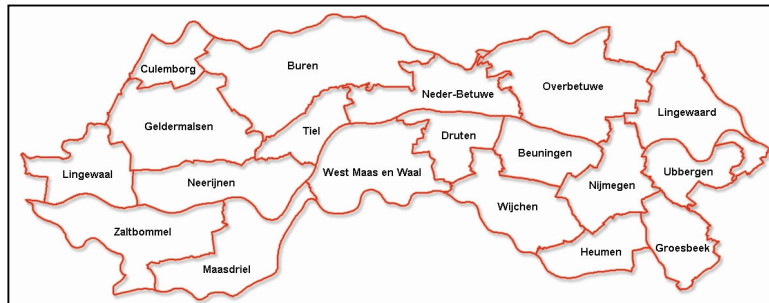 Culemborg
Buren
Neder-Betuwe
Overbetuwe
Lingewaard
Geldermalsen
Tiel
Druten
Beuningen
Lingewaal
Neerijnen
West Maas en Waal
Nijmegen
Ubbergen
Wijchen
Zaltbommel
Maasdriel
Heumen
Groesbeek